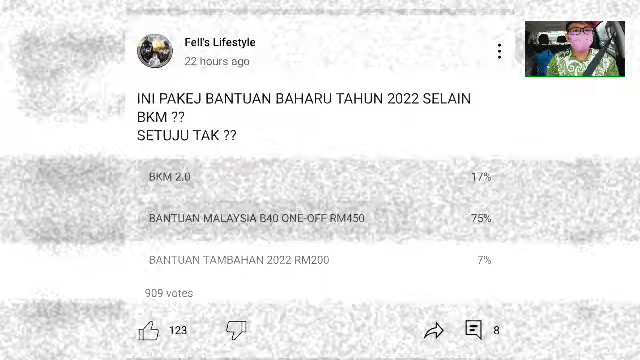 Fell's Lifestyle
22 hours ago
INI PAKEJ BANTUAN BAHARU TAHUN 2022 SELAIN
BKM ??
SETUJU TAK ??
BKM 2.0 17%
BANTUAN MALAYSIA B40 ONE-OFF RM450 75%
BANTUAN TAMBAHAN 2022 RM200 7%
909 votes
123 8